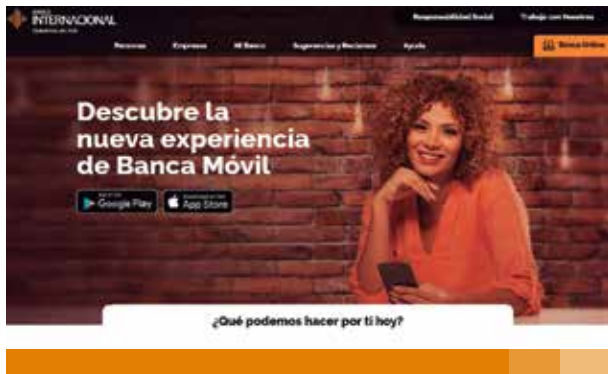 BANCO
INTERNACIONAL
Responsabilidad Social
Trabaja con Nosotros
Personas
Empresas
Mi Banco
Sugerencias y Reclamos
Ayuda
Banca Online
Descubre la
nueva experiencia
de Banca Móvil
Google Play
App Store
¿Qué podemos hacer por ti hoy?